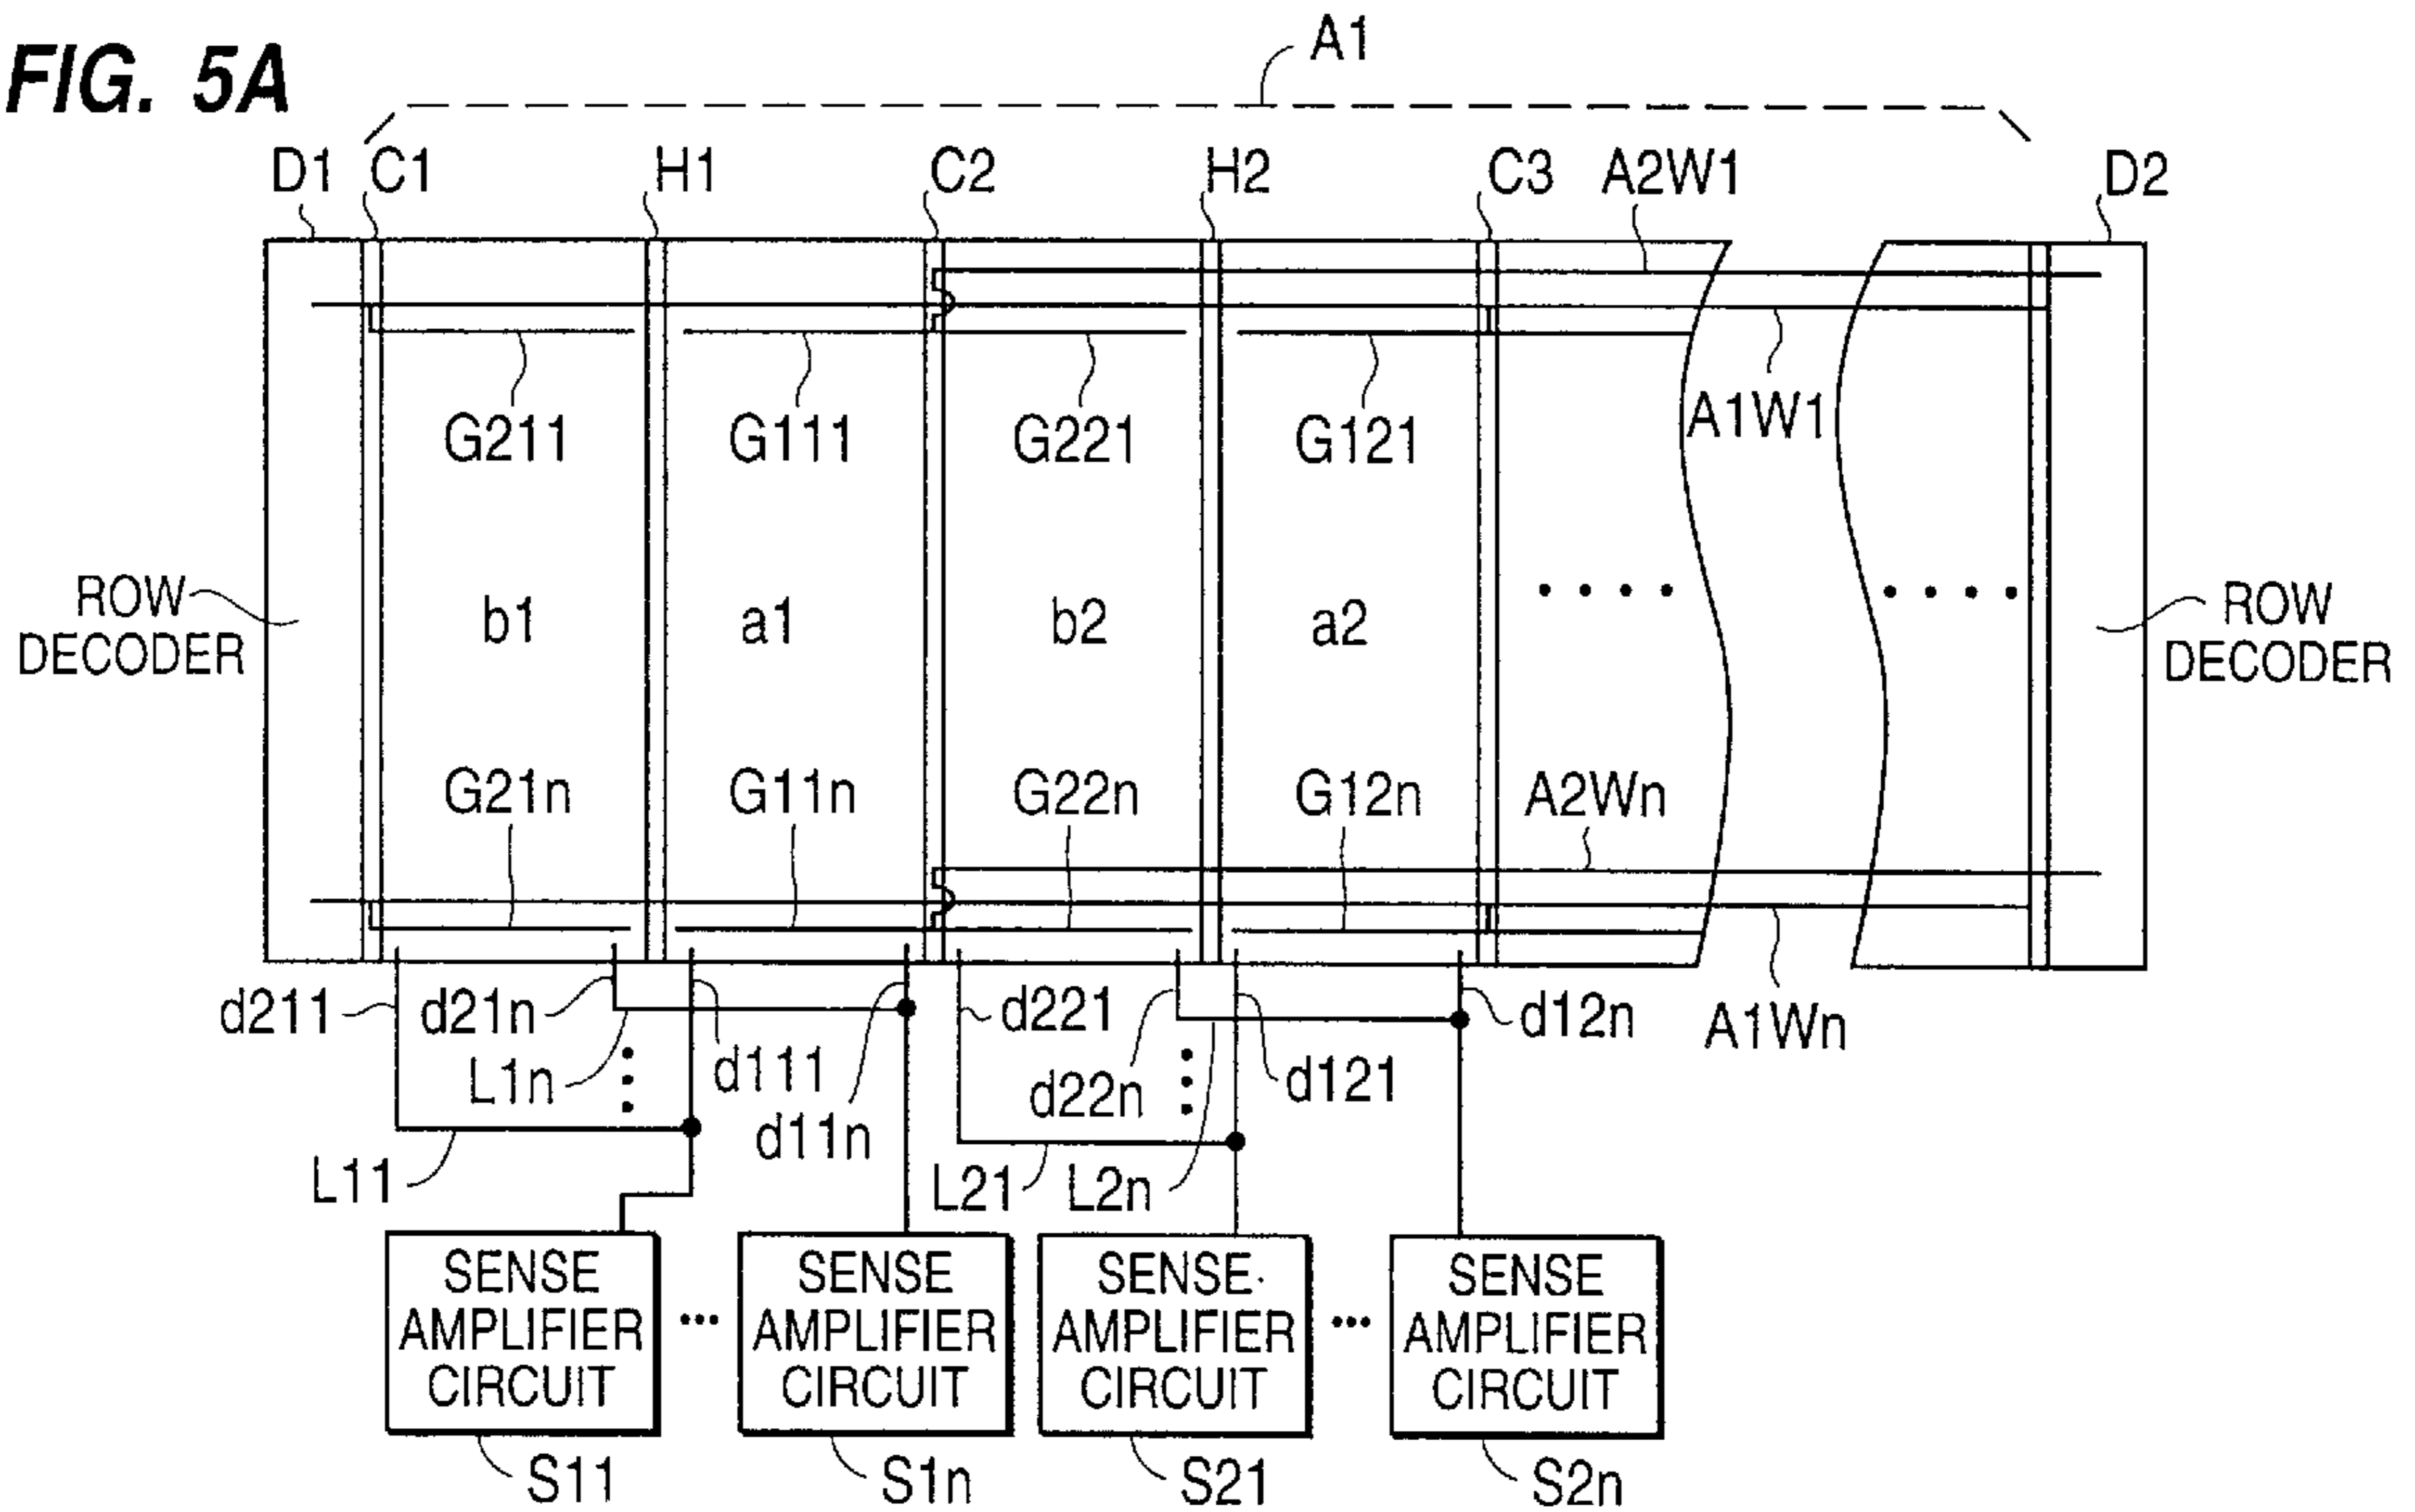 FIG. 5A
A1
D1 C1 H1 C2 H2 C3 A2W1 D2
G211 G111 G221 G121 A1W1
ROW DECODER
b1 a1 b2 a2
ROW DECODER
G21n G11n G22n G12n A2Wn
d211 d21n d221 d12n A1Wn
L1n d111 d22n d121
d11n
L11 L21 L2n
SENSE AMPLIFIER CIRCUIT
SENSE AMPLIFIER CIRCUIT
SENSE AMPLIFIER CIRCUIT
SENSE AMPLIFIER CIRCUIT
S11 S1n S21 S2n